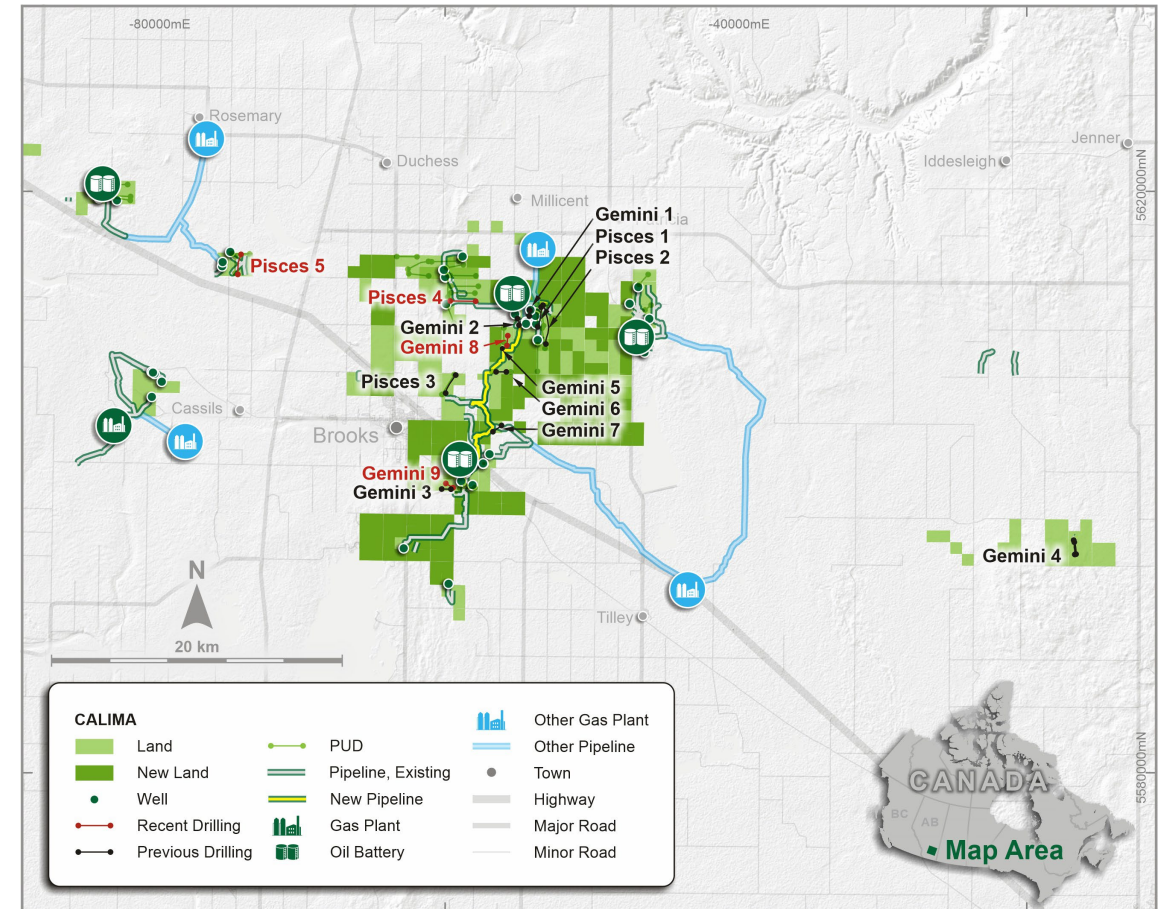 -80000mE
-40000mE
Rosemary
Duchess
Jenner
Iddesleigh
5620000mN
Millicent
Gemini 1
Pisces 1
Pisces 2
Pisces 5
Pisces 4
Gemini 2
Gemini 8
Pisces 3
Gemini 5
Gemini 6
Gemini 7
Cassils
Brooks
Gemini 9
Gemini 3
Gemini 4
N
Tilley
20 km
CALIMA
Land
New Land
Well
Recent Drilling
Previous Drilling
PUD
Pipeline, Existing
New Pipeline
Gas Plant
Oil Battery
Other Gas Plant
Other Pipeline
Town
Highway
Major Road
Minor Road
5580000mN
CANADA
BC
AB
Map Area